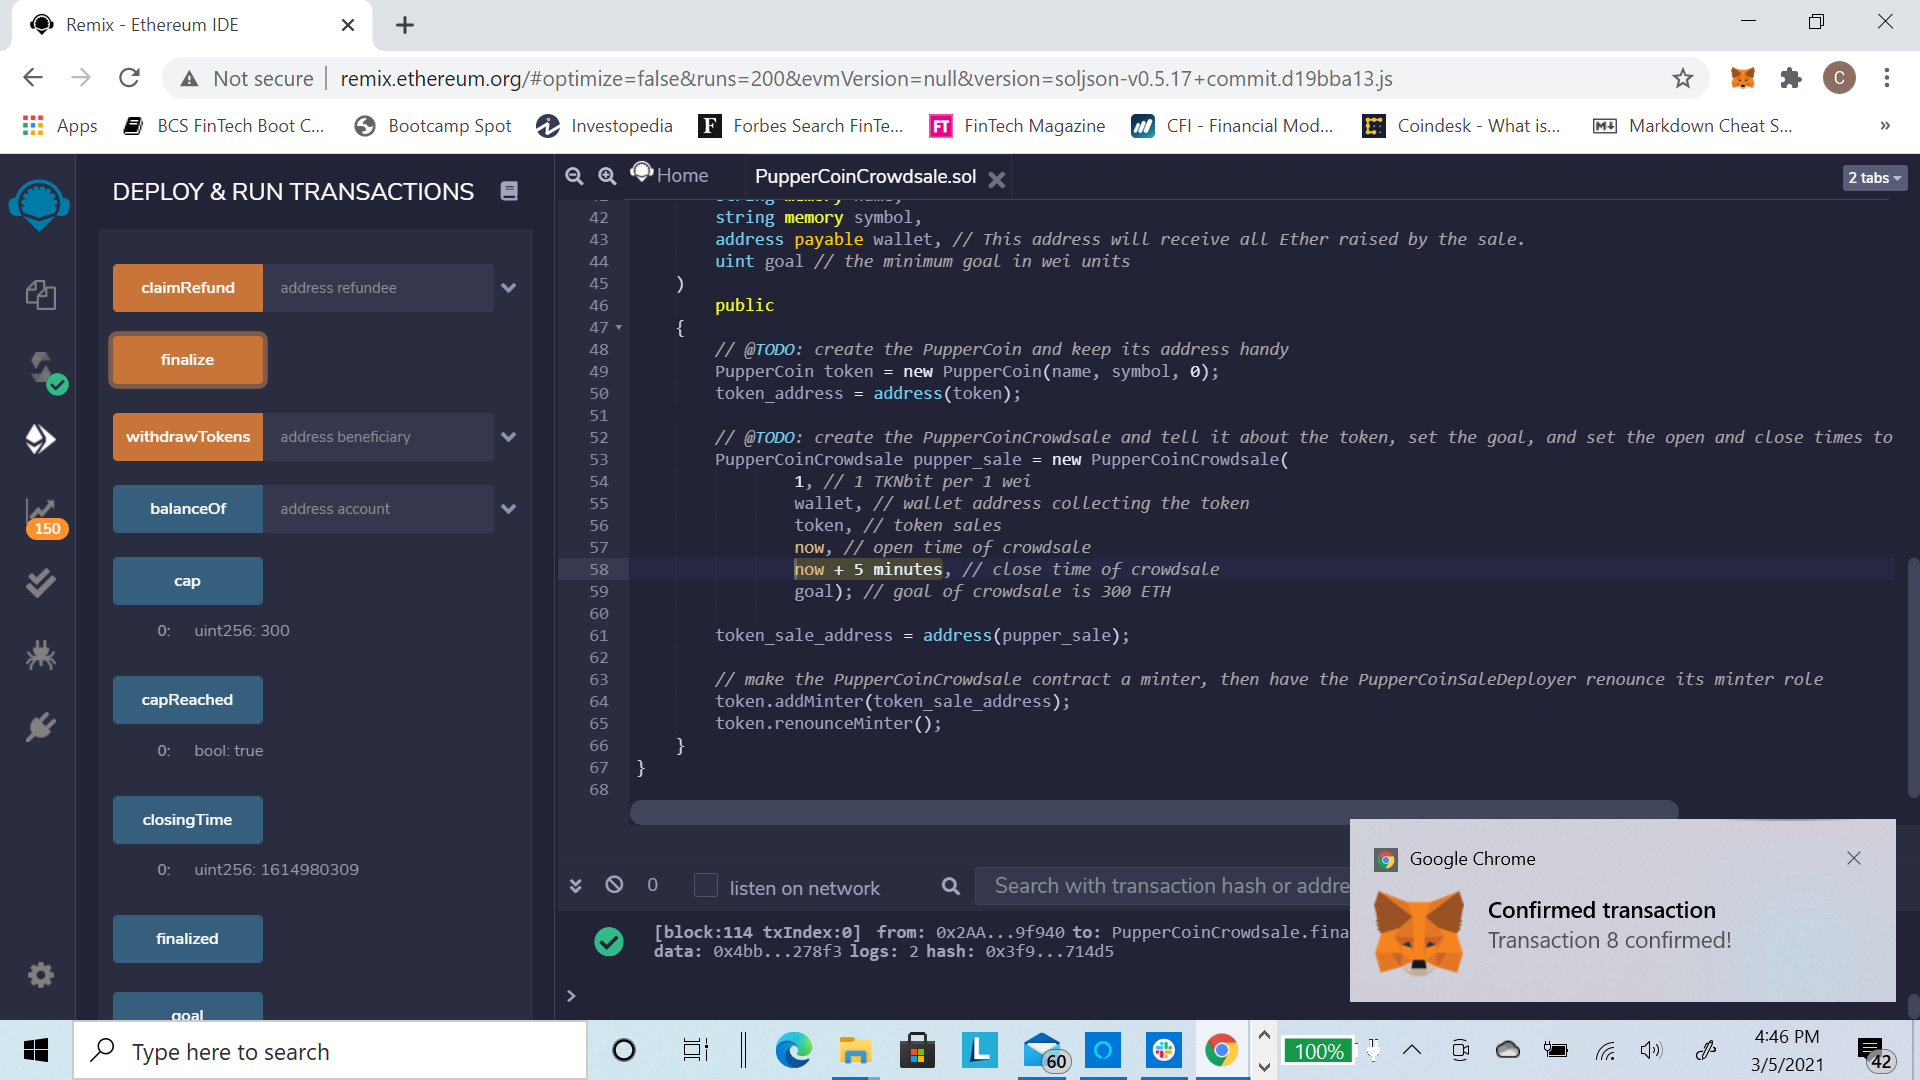 Remix - Ethereum IDE
Not secure
remix.ethereum.org/#optimize=false&runs=200&evmVersion=null&version=soljson-v0.5.17+commit.d19bba13.js
C
Apps
BCS FinTech Boot C...
Bootcamp Spot
Investopedia
F
Forbes Search FinTe...
FT
FinTech Magazine
CFI - Financial Mod...
Coindesk - What is...
Markdown Cheat S...
»
DEPLOY & RUN TRANSACTIONS
claimRefund address refundee
finalize
withdrawTokens address beneficiary
150
balanceOf address account
cap
0: uint256: 300
capReached
0: bool: true
closingTime
0: uint256: 1614980309
finalized
goal
Home
PupperCoinCrowdsale.sol
2 tabs
string memory name,
42 string memory symbol,
43 address payable wallet, // This address will receive all Ether raised by the sale.
44 uint goal // the minimum goal in wei units
45 )
46 public
47 {
48 // @TODO: create the PupperCoin and keep its address handy
49 PupperCoin token = new PupperCoin(name, symbol, 0);
50 token_address = address(token);
51
52 // @TODO: create the PupperCoinCrowdsale and tell it about the token, set the goal, and set the open and close times to
53 PupperCoinCrowdsale pupper_sale = new PupperCoinCrowdsale(
54 1, // 1 TKNbit per 1 wei
55 wallet, // wallet address collecting the token
56 token, // token sales
57 now, // open time of crowdsale
58 now + 5 minutes, // close time of crowdsale
59 goal); // goal of crowdsale is 300 ETH
60
61 token_sale_address = address(pupper_sale);
62
63 // make the PupperCoinCrowdsale contract a minter, then have the PupperCoinSaleDeployer renounce its minter role
64 token.addMinter(token_sale_address);
65 token.renounceMinter();
66 }
67 }
68
0
listen on network
Search with transaction hash or addre
[block:114 txIndex:0] from: 0x2AA...9f940 to: PupperCoinCrowdsale.fina
data: 0x4bb...278f3 logs: 2 hash: 0x3f9...714d5
>
Google Chrome
Confirmed transaction
Transaction 8 confirmed!
Type here to search
L
60
100%
4:46 PM
3/5/2021
42